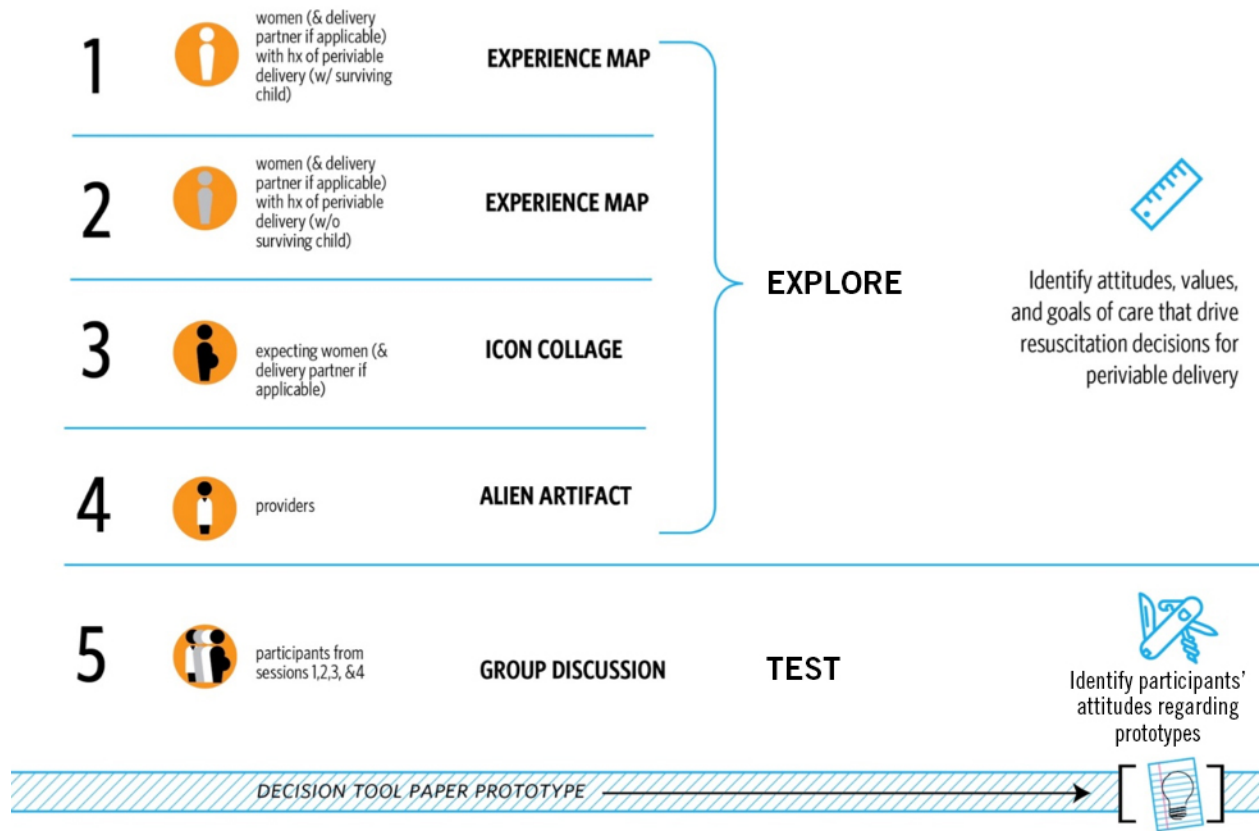 1
women (& delivery
partner if applicable)
with hx of periviable
delivery (w/ surviving
child)
EXPERIENCE MAP
2
women (& delivery
partner if applicable)
with hx of periviable
delivery (w/o
surviving child)
EXPERIENCE MAP
3
expecting women (&
delivery partner if
applicable)
ICON COLLAGE
4
providers
ALIEN ARTIFACT
EXPLORE
Identify attitudes, values,
and goals of care that drive
resuscitation decisions for
periviable delivery
5
participants from
sessions 1,2,3, &4
GROUP DISCUSSION
TEST
Identify participants'
attitudes regarding
prototypes
DECISION TOOL PAPER PROTOTYPE